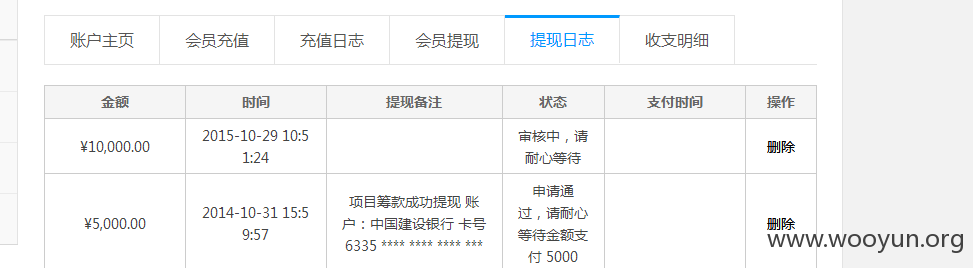 账户主页 会员充值 充值日志 会员提现 提现日志 收支明细
金额 时间 提现备注 状态 支付时间 操作
¥10,000.00 2015-10-29 10:5 审核中，请 删除
1:24 耐心等待
¥5,000.00 2014-10-31 15:5 项目筹款成功提现 账 申请通 删除
9:57 户：中国建设银行 卡号 过，请耐心
6335 **** **** **** *** 等待金额支
付 5000
www.wooyun.org